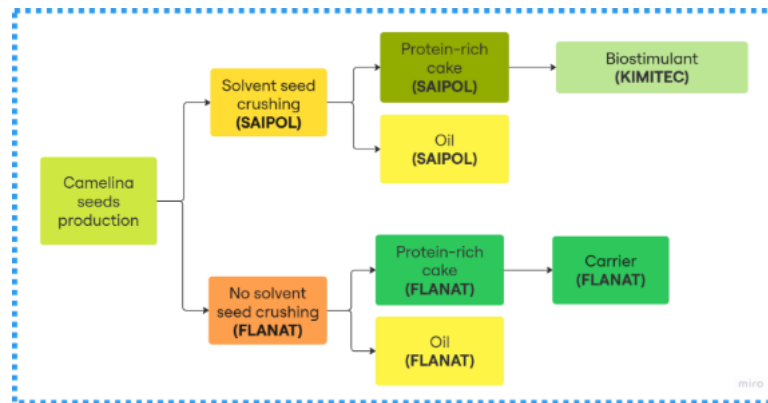 Camelina
seeds
production
Solvent seed
crushing
(SAIPOL)
Protein-rich
cake
(SAIPOL)
Biostimulant
(KIMITEC)
Oil
(SAIPOL)
No solvent
seed crushing
(FLANAT)
Protein-rich
cake
(FLANAT)
Carrier
(FLANAT)
Oil
(FLANAT)
miro